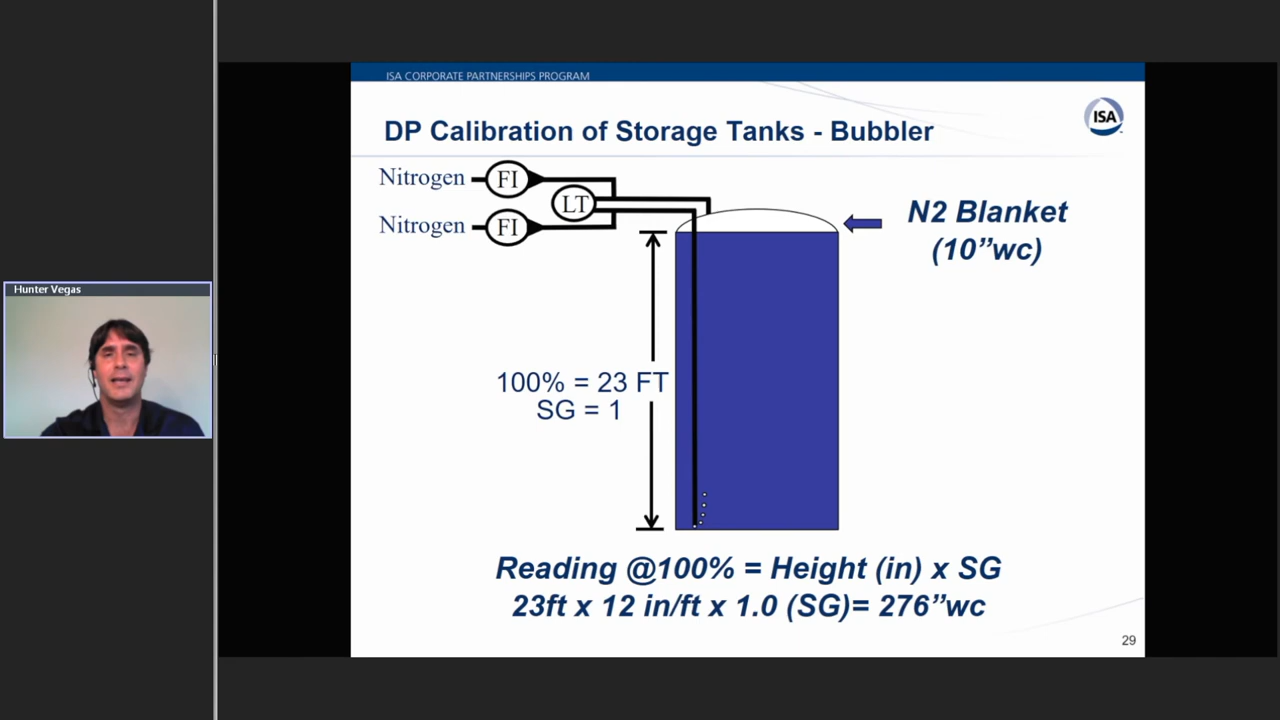 ISA CORPORATE PARTNERSHIPS PROGRAM
ISA
DP Calibration of Storage Tanks - Bubbler
Nitrogen
FI
LT
Nitrogen
FI
N2 Blanket
(10”wc)
Hunter Vegas
100% = 23 FT
SG = 1
Reading @100% = Height (in) x SG
23ft x 12 in/ft x 1.0 (SG)= 276”wc
29